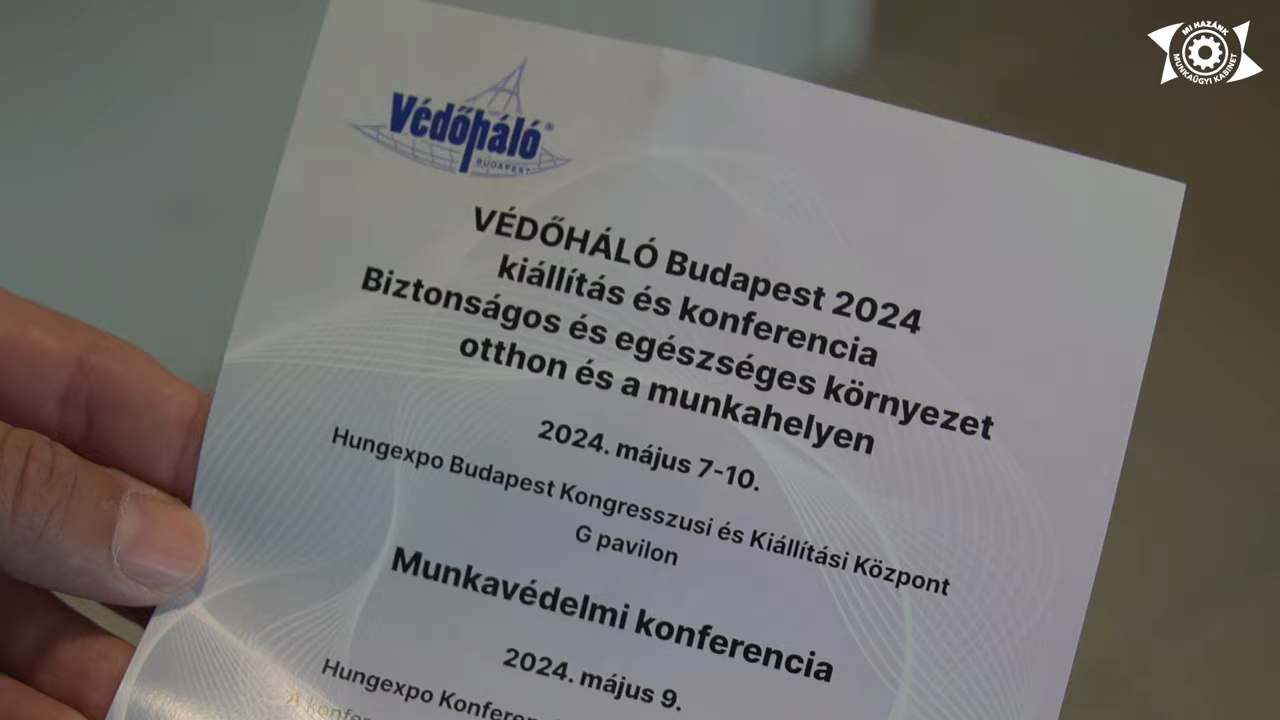 MI HAZÁNK
MUNKAÜGYI KABINET
Védőháló®
BUDAPEST
VÉDŐHÁLÓ Budapest 2024
kiállítás és konferencia
Biztonságos és egészséges környezet
otthon és a munkahelyen
2024. május 7-10.
Hungexpo Budapest Kongresszusi és Kiállítási Központ
G pavilon
Munkavédelmi konferencia
2024. május 9.
Hungexpo